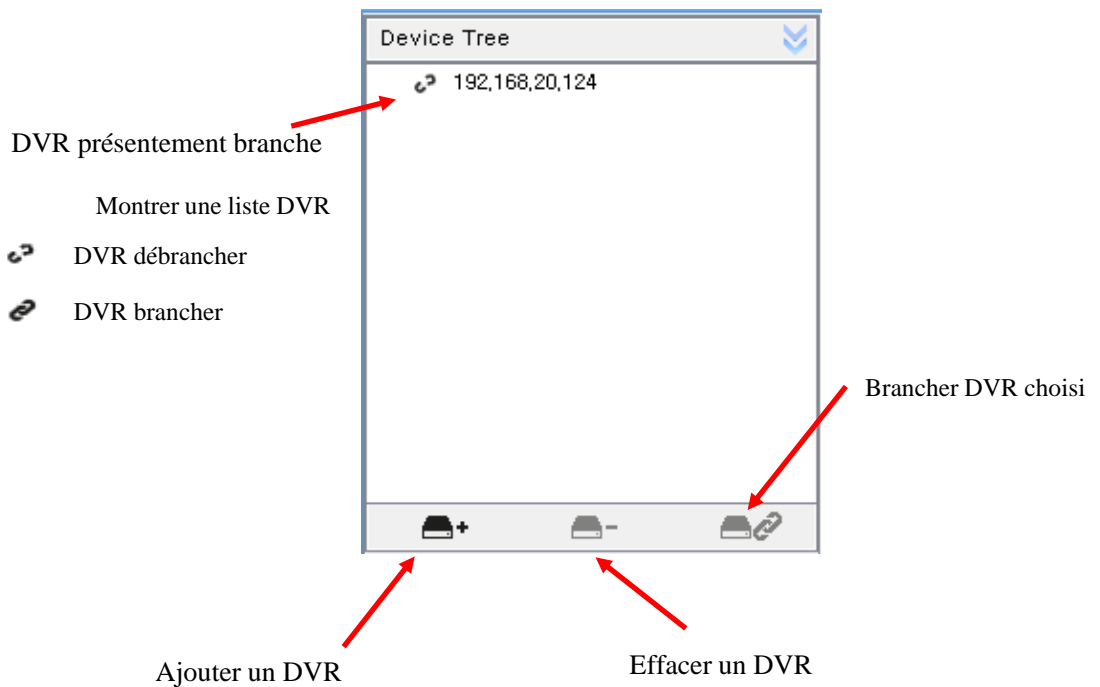 Device Tree
192,168,20,124
DVR présentement branche
Montrer une liste DVR
DVR débrancher
DVR brancher
Brancher DVR choisi
Ajouter un DVR
Effacer un DVR